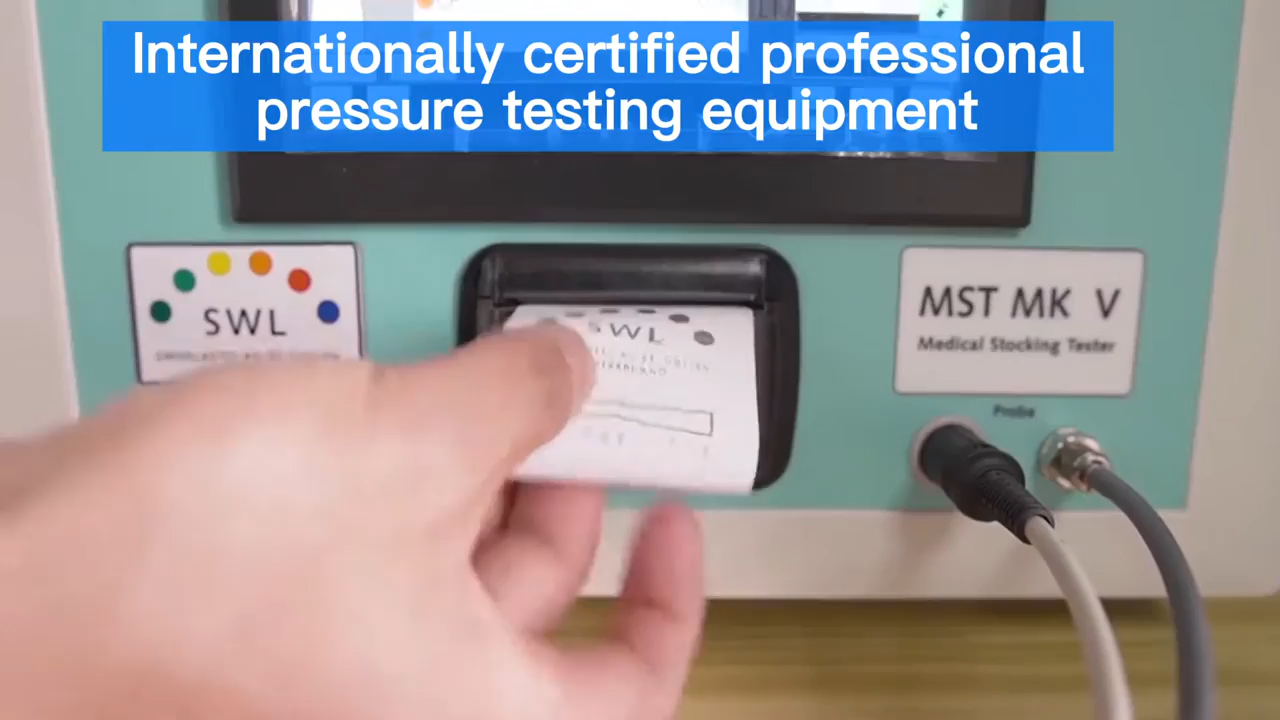 Internationally certified professional
pressure testing equipment
SWL
SWL
MST MK V
Medical Stocking Tester
Probe